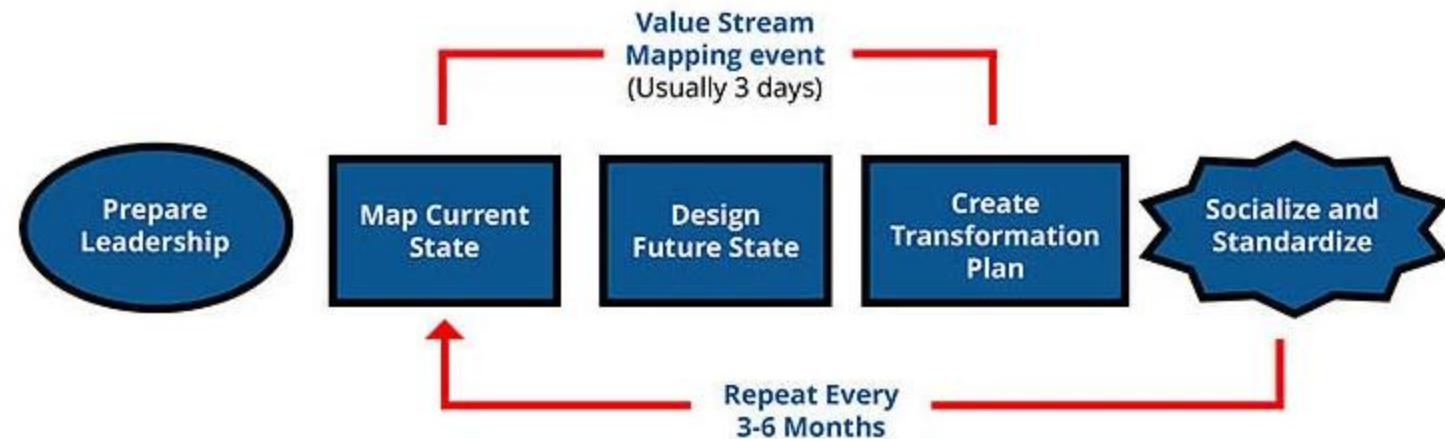 Value Stream
Mapping event
(Usually 3 days)
Prepare
Leadership
Map Current
State
Design
Future State
Create
Transformation
Plan
Socialize and
Standardize
Repeat Every
3-6 Months